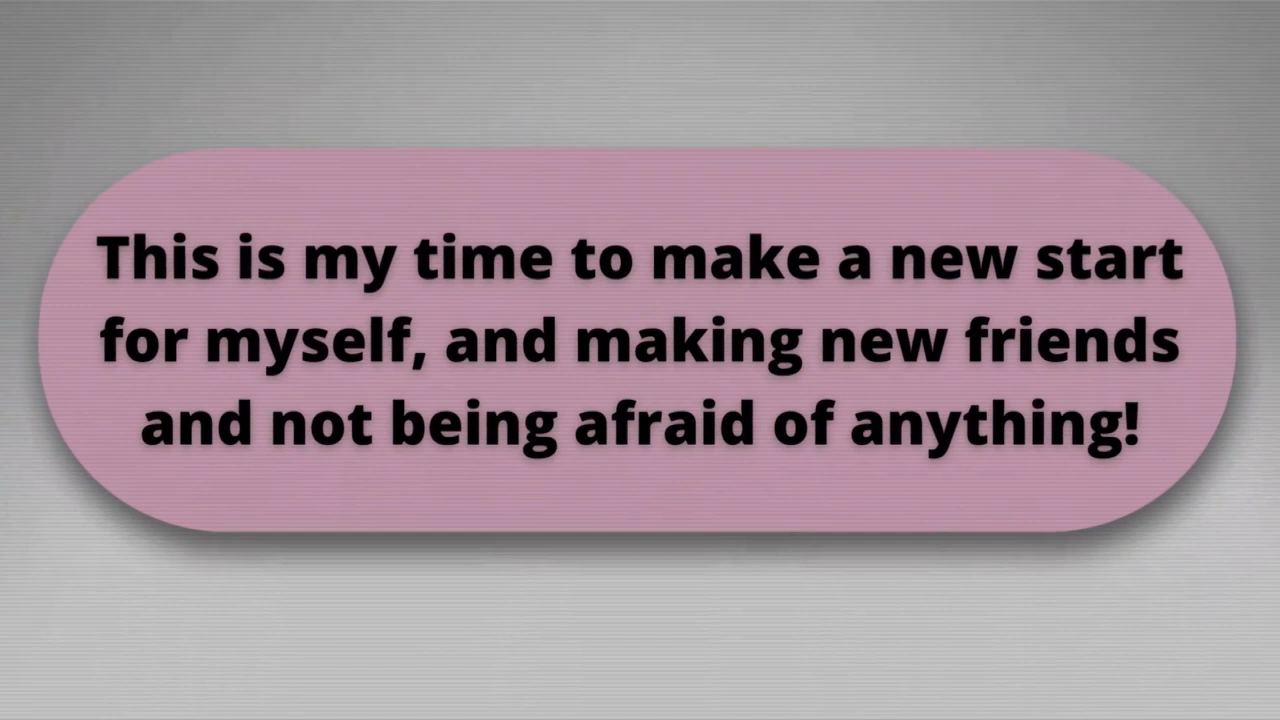 This is my time to make a new start
for myself, and making new friends
and not being afraid of anything!